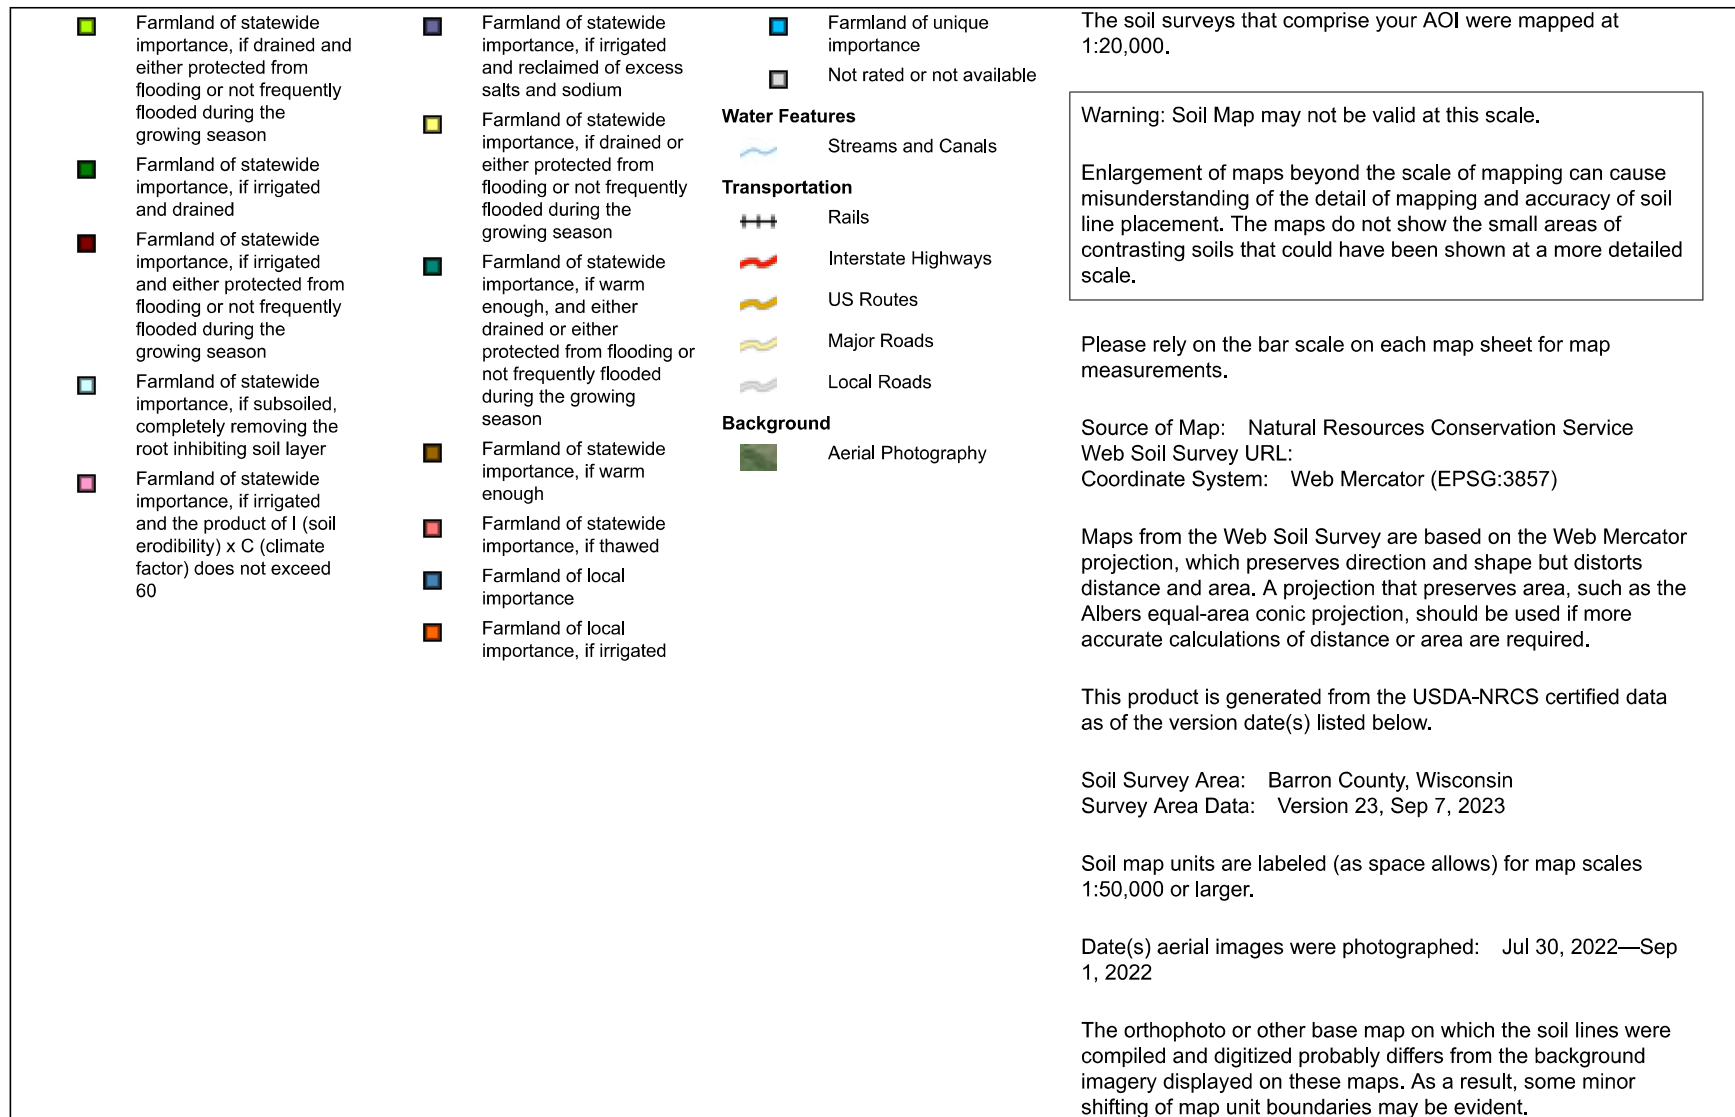 Farmland of statewide
importance, if drained and
either protected from
flooding or not frequently
flooded during the
growing season
Farmland of statewide
importance, if irrigated
and drained
Farmland of statewide
importance, if irrigated
and either protected from
flooding or not frequently
flooded during the
growing season
Farmland of statewide
importance, if subsoiled,
completely removing the
root inhibiting soil layer
Farmland of statewide
importance, if irrigated
and the product of I (soil
erodibility) x C (climate
factor) does not exceed
60
Farmland of statewide
importance, if irrigated
and reclaimed of excess
salts and sodium
Farmland of statewide
importance, if drained or
either protected from
flooding or not frequently
flooded during the
growing season
Farmland of statewide
importance, if warm
enough, and either
drained or either
protected from flooding or
not frequently flooded
during the growing
season
Farmland of statewide
importance, if warm
enough
Farmland of statewide
importance, if thawed
Farmland of local
importance
Farmland of local
importance, if irrigated
Farmland of unique
importance
Not rated or not available
Water Features
Streams and Canals
Transportation
Rails
Interstate Highways
US Routes
Major Roads
Local Roads
Background
Aerial Photography
The soil surveys that comprise your AOI were mapped at
1:20,000.
Warning: Soil Map may not be valid at this scale.
Enlargement of maps beyond the scale of mapping can cause
misunderstanding of the detail of mapping and accuracy of soil
line placement. The maps do not show the small areas of
contrasting soils that could have been shown at a more detailed
scale.
Please rely on the bar scale on each map sheet for map
measurements.
Source of Map: Natural Resources Conservation Service
Web Soil Survey URL:
Coordinate System: Web Mercator (EPSG:3857)
Maps from the Web Soil Survey are based on the Web Mercator
projection, which preserves direction and shape but distorts
distance and area. A projection that preserves area, such as the
Albers equal-area conic projection, should be used if more
accurate calculations of distance or area are required.
This product is generated from the USDA-NRCS certified data
as of the version date(s) listed below.
Soil Survey Area: Barron County, Wisconsin
Survey Area Data: Version 23, Sep 7, 2023
Soil map units are labeled (as space allows) for map scales
1:50,000 or larger.
Date(s) aerial images were photographed: Jul 30, 2022—Sep
1, 2022
The orthophoto or other base map on which the soil lines were
compiled and digitized probably differs from the background
imagery displayed on these maps. As a result, some minor
shifting of map unit boundaries may be evident.